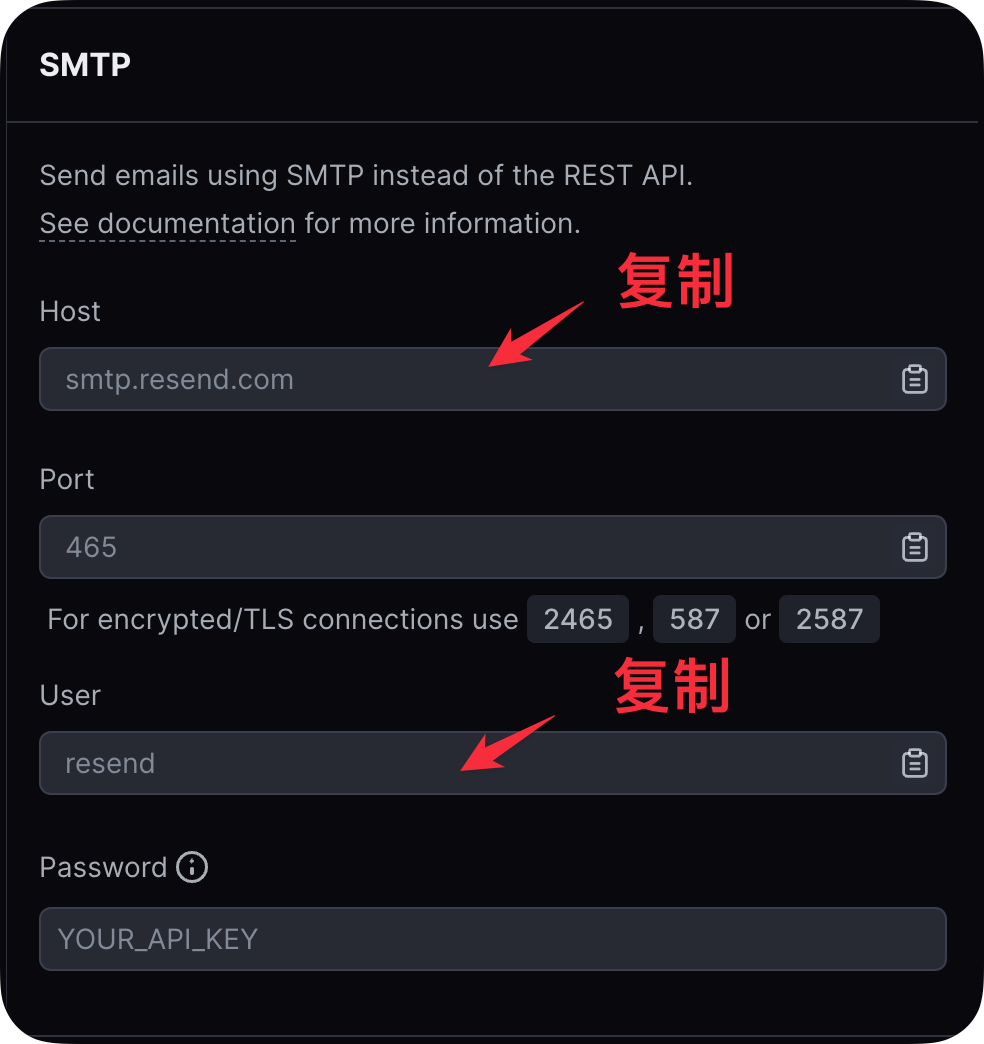 SMTP
Send emails using SMTP instead of the REST API.
See documentation for more information.
复制
Host
smtp.resend.com
Port
465
For encrypted/TLS connections use 2465 , 587 or 2587
复制
User
resend
Password
YOUR_API_KEY